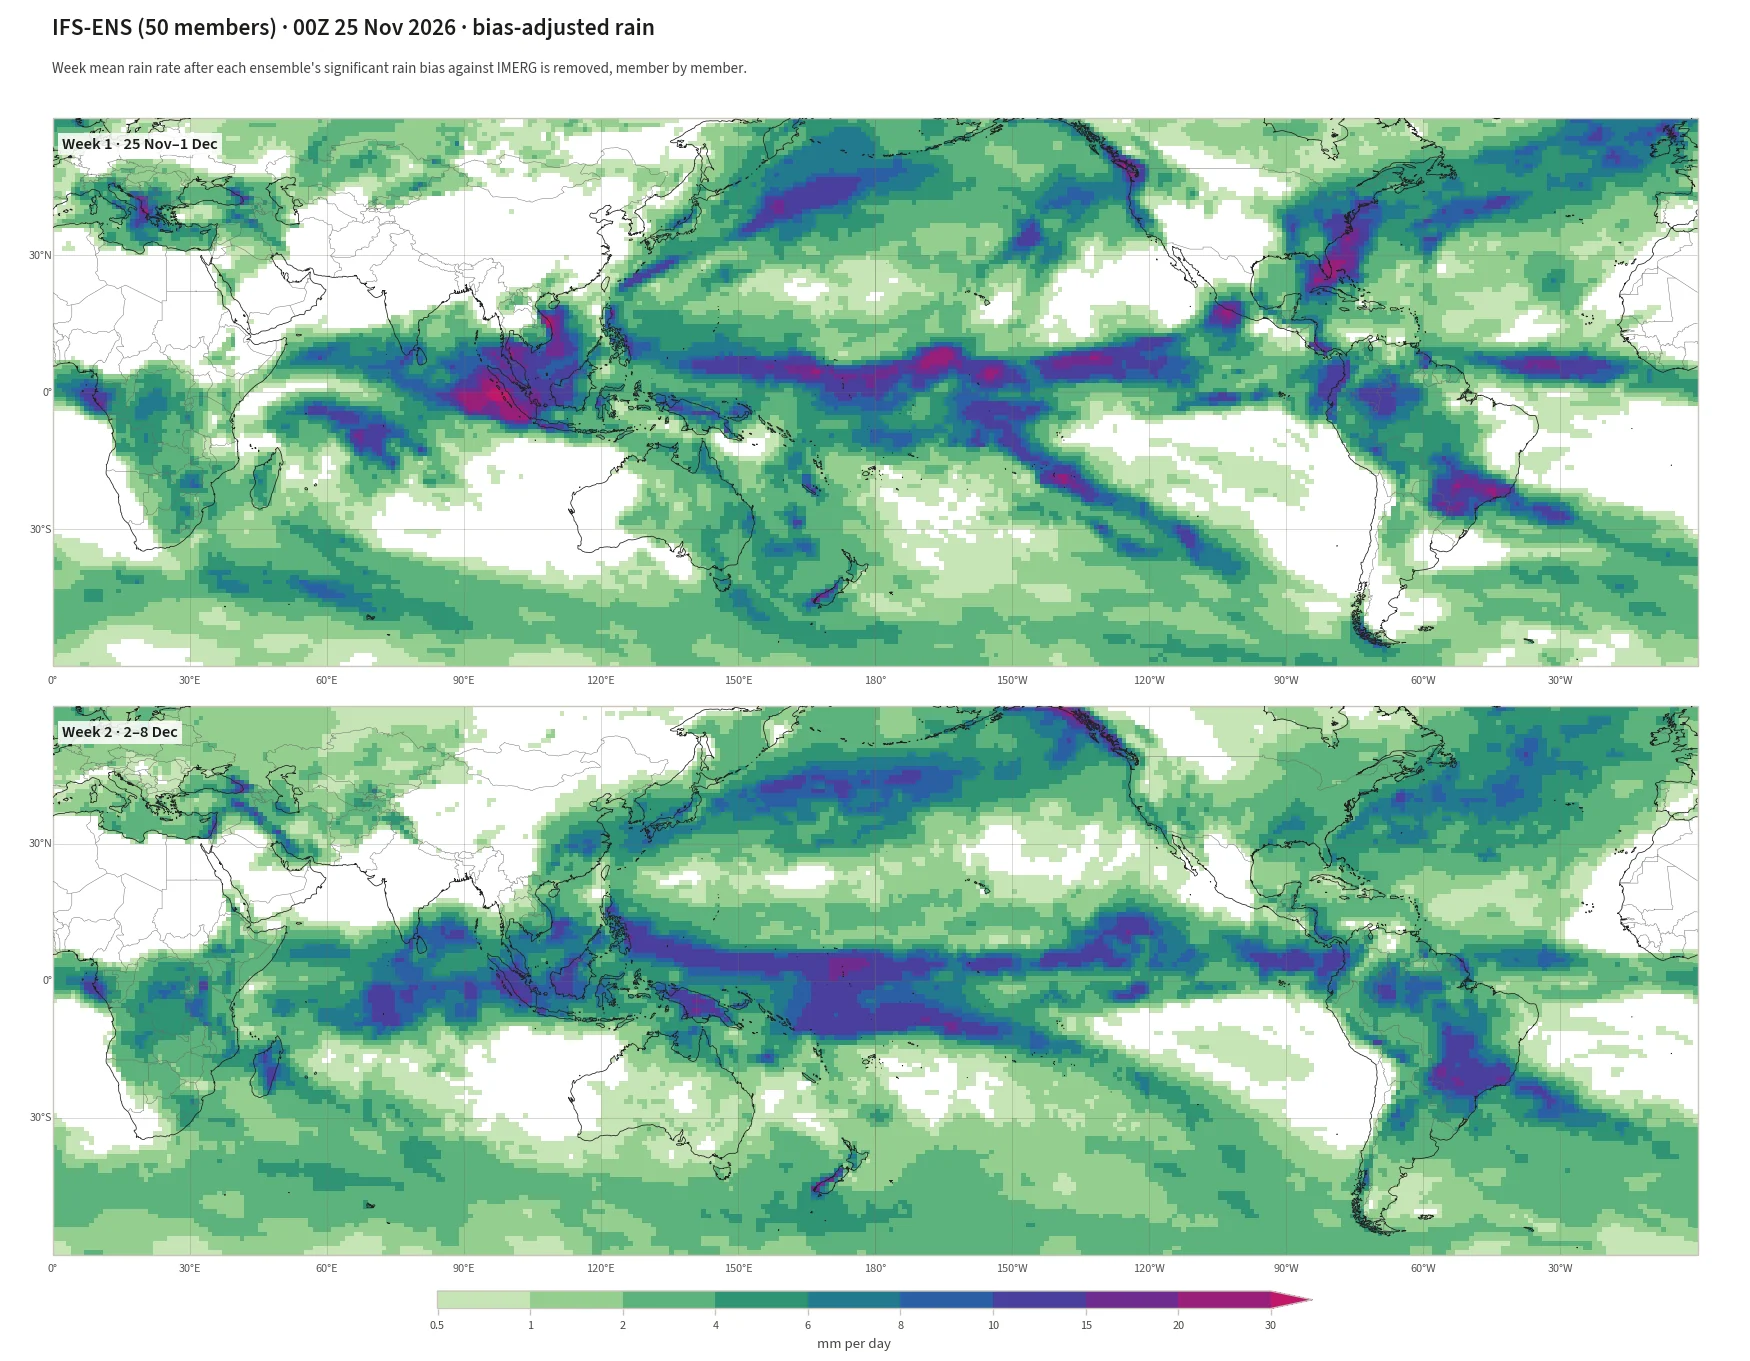 IFS-ENS (50 members) · 00Z 25 Nov 2026 · bias-adjusted rain
Week mean rain rate after each ensemble's significant rain bias against IMERG is removed, member by member.
Week 1 · 25 Nov–1 Dec
30°N
0°
30°S
0° 30°E 60°E 90°E 120°E 150°E 180° 150°W 120°W 90°W 60°W 30°W
Week 2 · 2–8 Dec
30°N
0°
30°S
0° 30°E 60°E 90°E 120°E 150°E 180° 150°W 120°W 90°W 60°W 30°W
0.5 1 2 4 6 8 10 15 20 30
mm per day